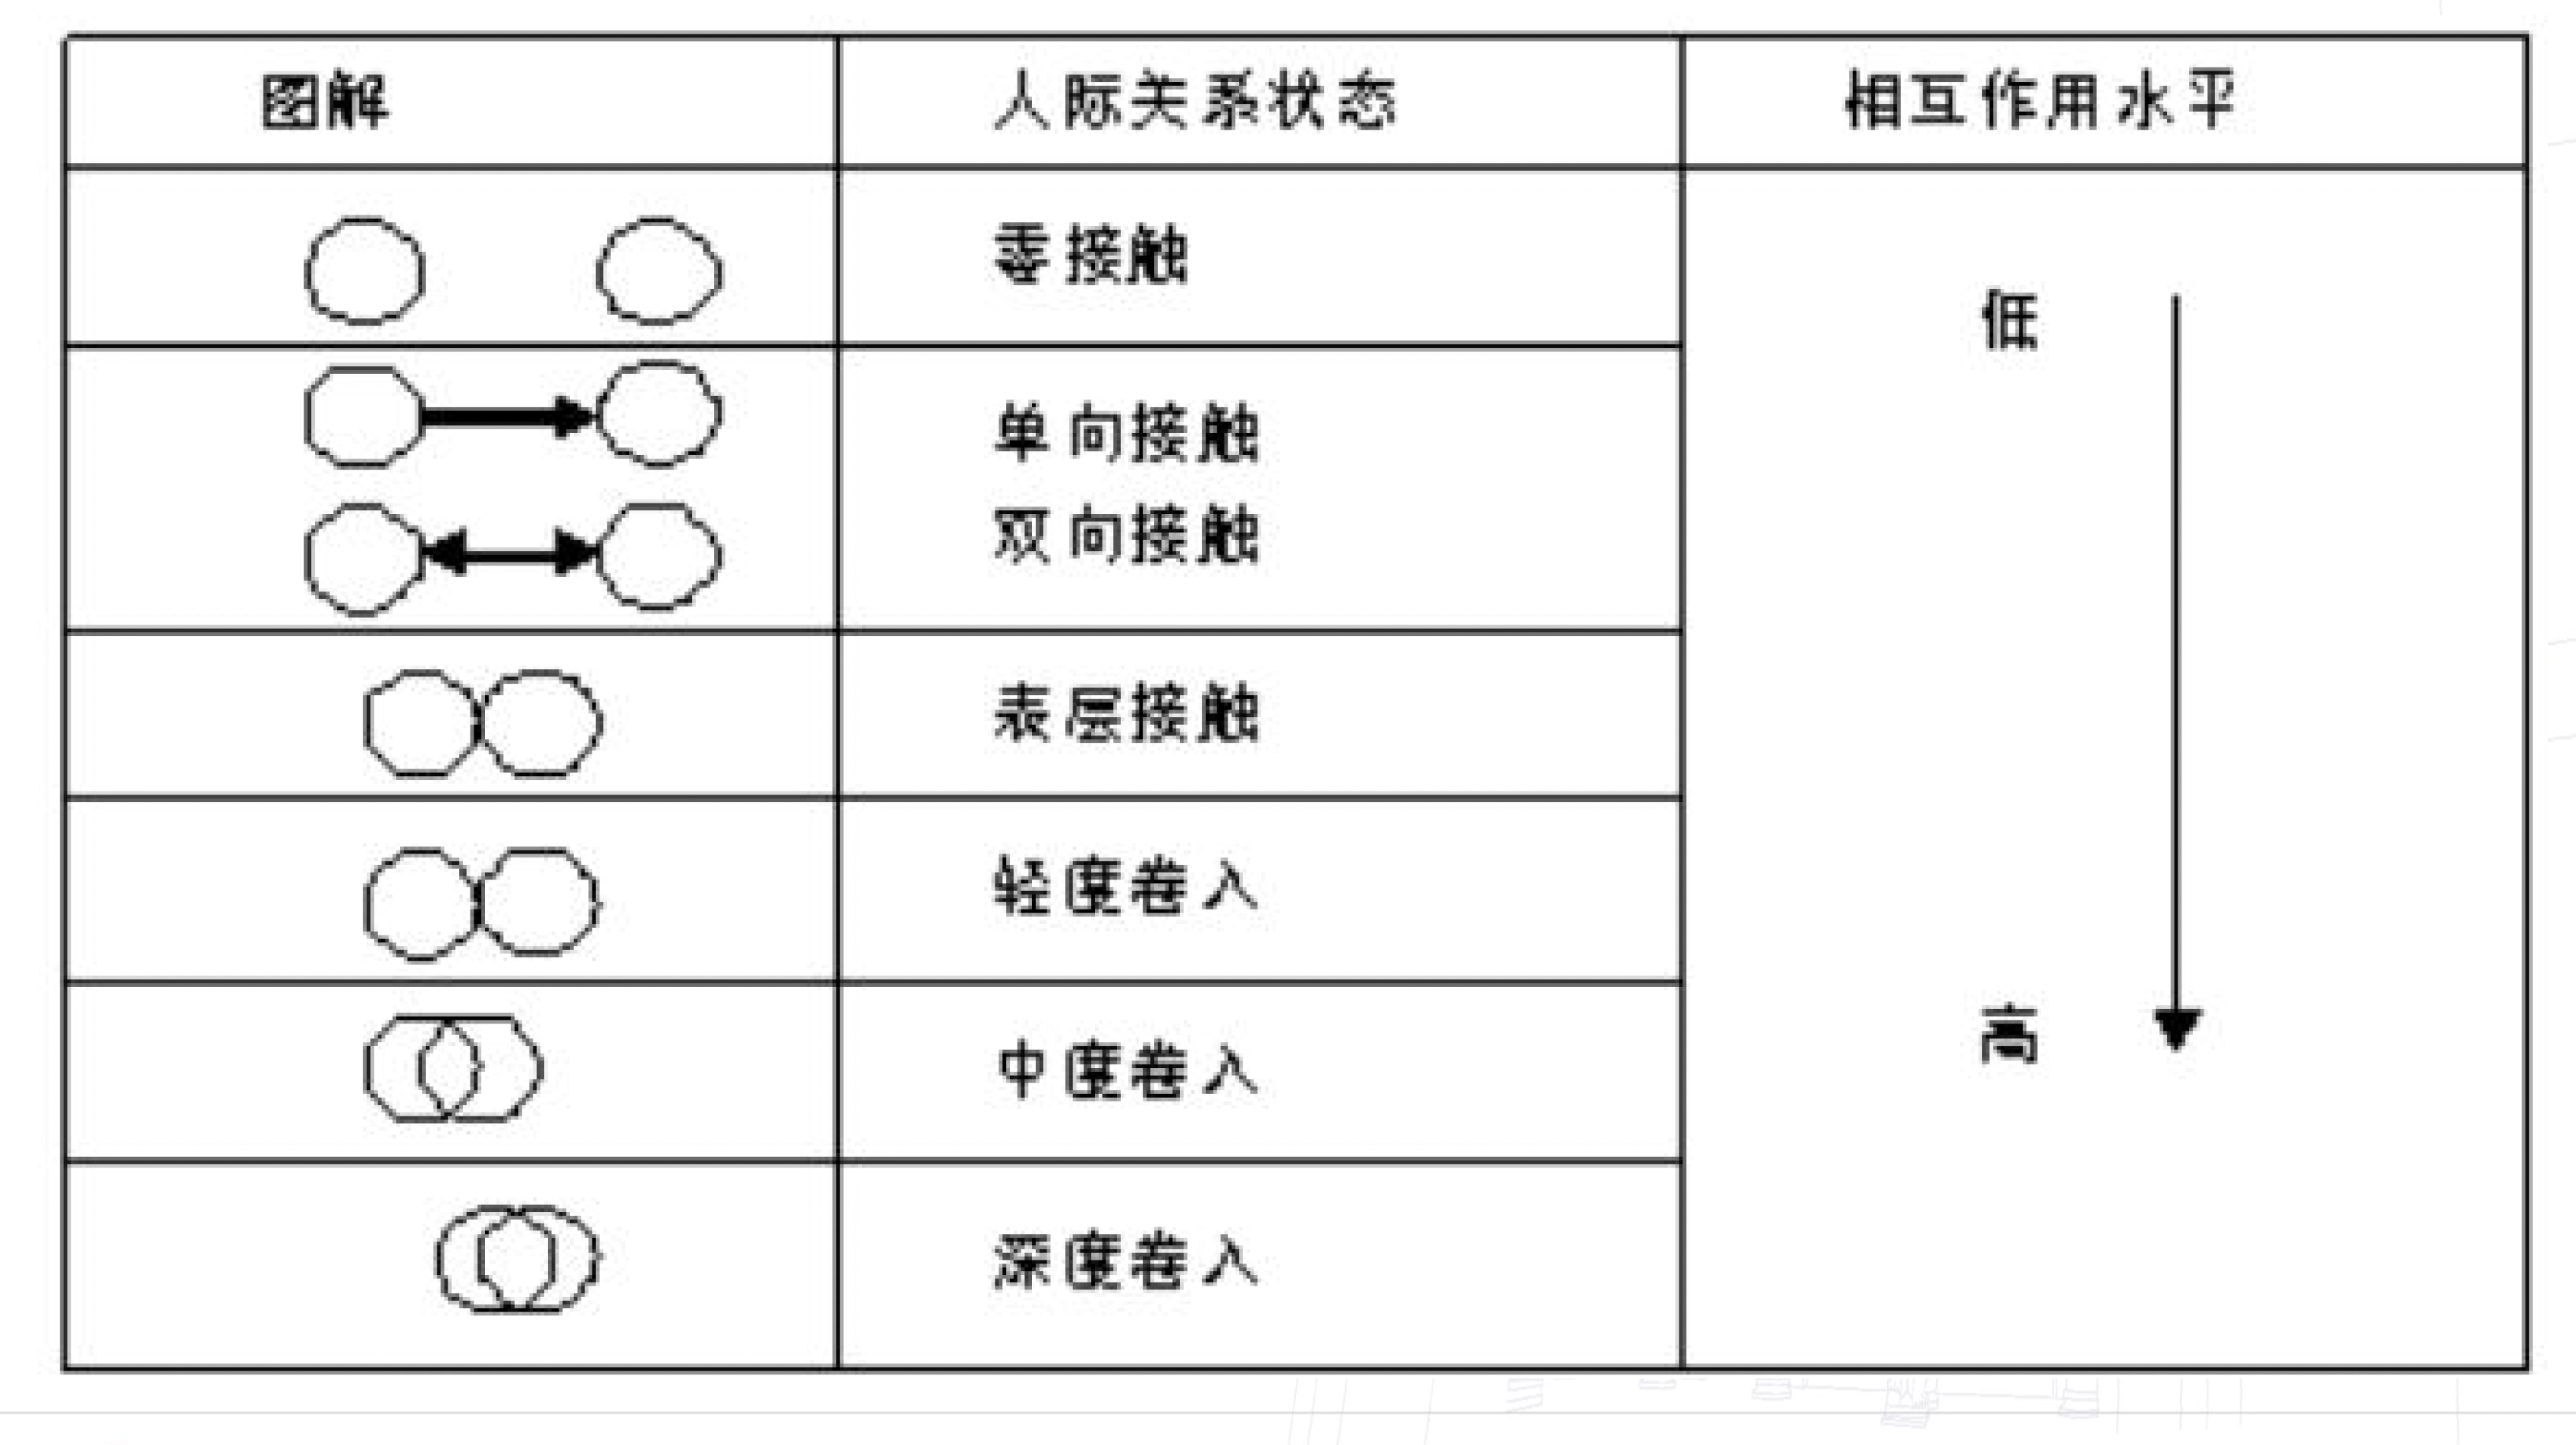 图解 人际关系状态 相互作用水平
零接触
低
单向接触
双向接触
表层接触
轻度卷入
中度卷入
高
深度卷入